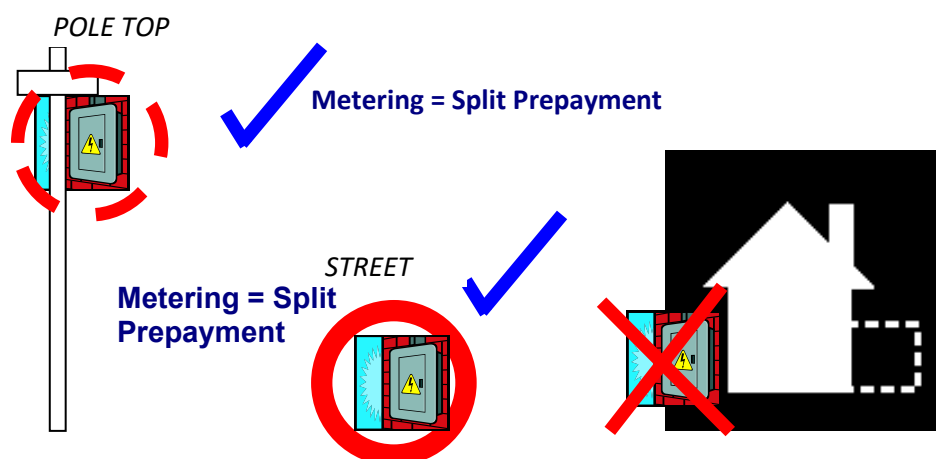 POLE TOP
Metering = Split Prepayment
STREET
Metering = Split
Prepayment